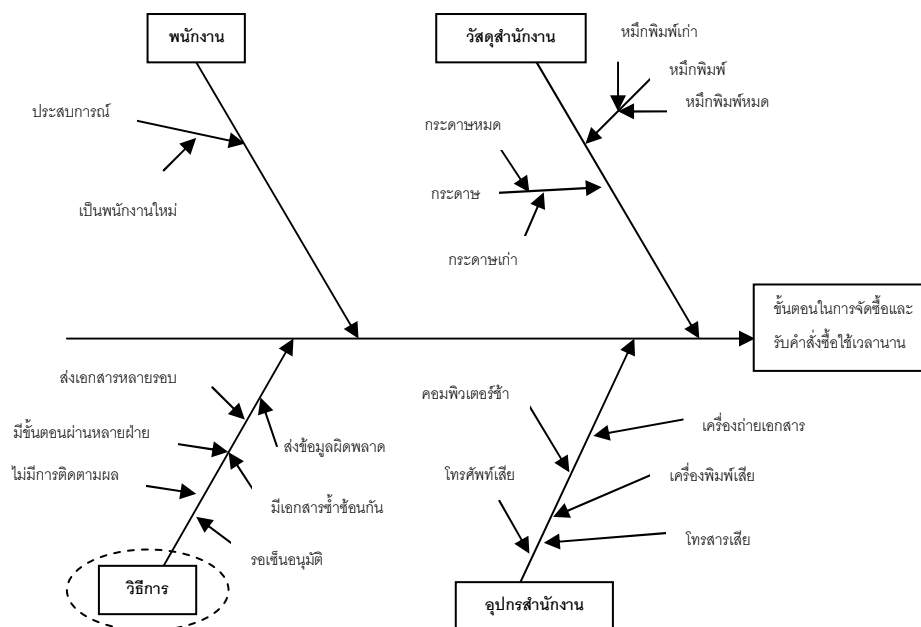 พนักงาน
วัสดุสำนักงาน
หมึกพิมพ์เก่า
หมึกพิมพ์
หมึกพิมพ์หมด
ประสบการณ์
กระดาษหมด
กระดาษ
เป็นพนักงานใหม่
กระดาษเก่า
ขั้นตอนในการจัดซื้อและ
รับคำสั่งซื้อใช้เวลานาน
ส่งเอกสารหลายรอบ
คอมพิวเตอร์ช้า
มีขั้นตอนผ่านหลายฝ่าย
ส่งข้อมูลผิดพลาด
เครื่องถ่ายเอกสาร
ไม่มีการติดตามผล
โทรศัพท์เสีย
เครื่องพิมพ์เสีย
มีเอกสารซ้ำซ้อนกัน
โทรสารเสีย
รอเซ็นอนุมัติ
วิธีการ
อุปกรสำนักงาน